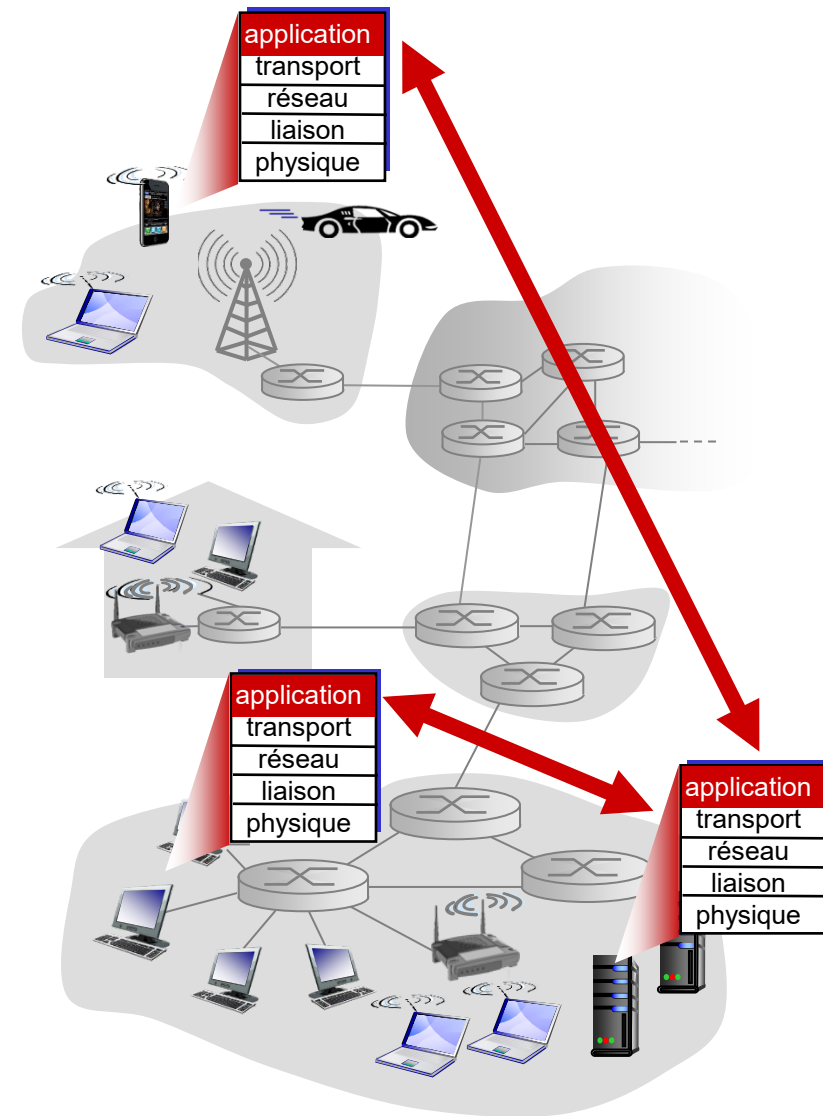 application
transport
réseau
liaison
physique
application
transport
réseau
liaison
physique
application
transport
réseau
liaison
physique